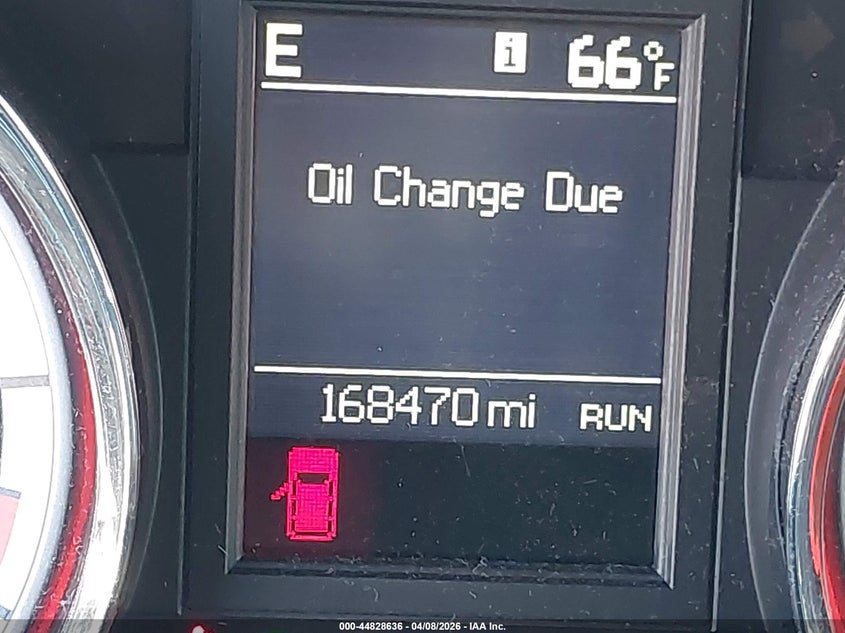 E i 66°F
Oil Change Due
168470 mi RUN
000-44828636 - 04/08/2026 - IAA Inc.